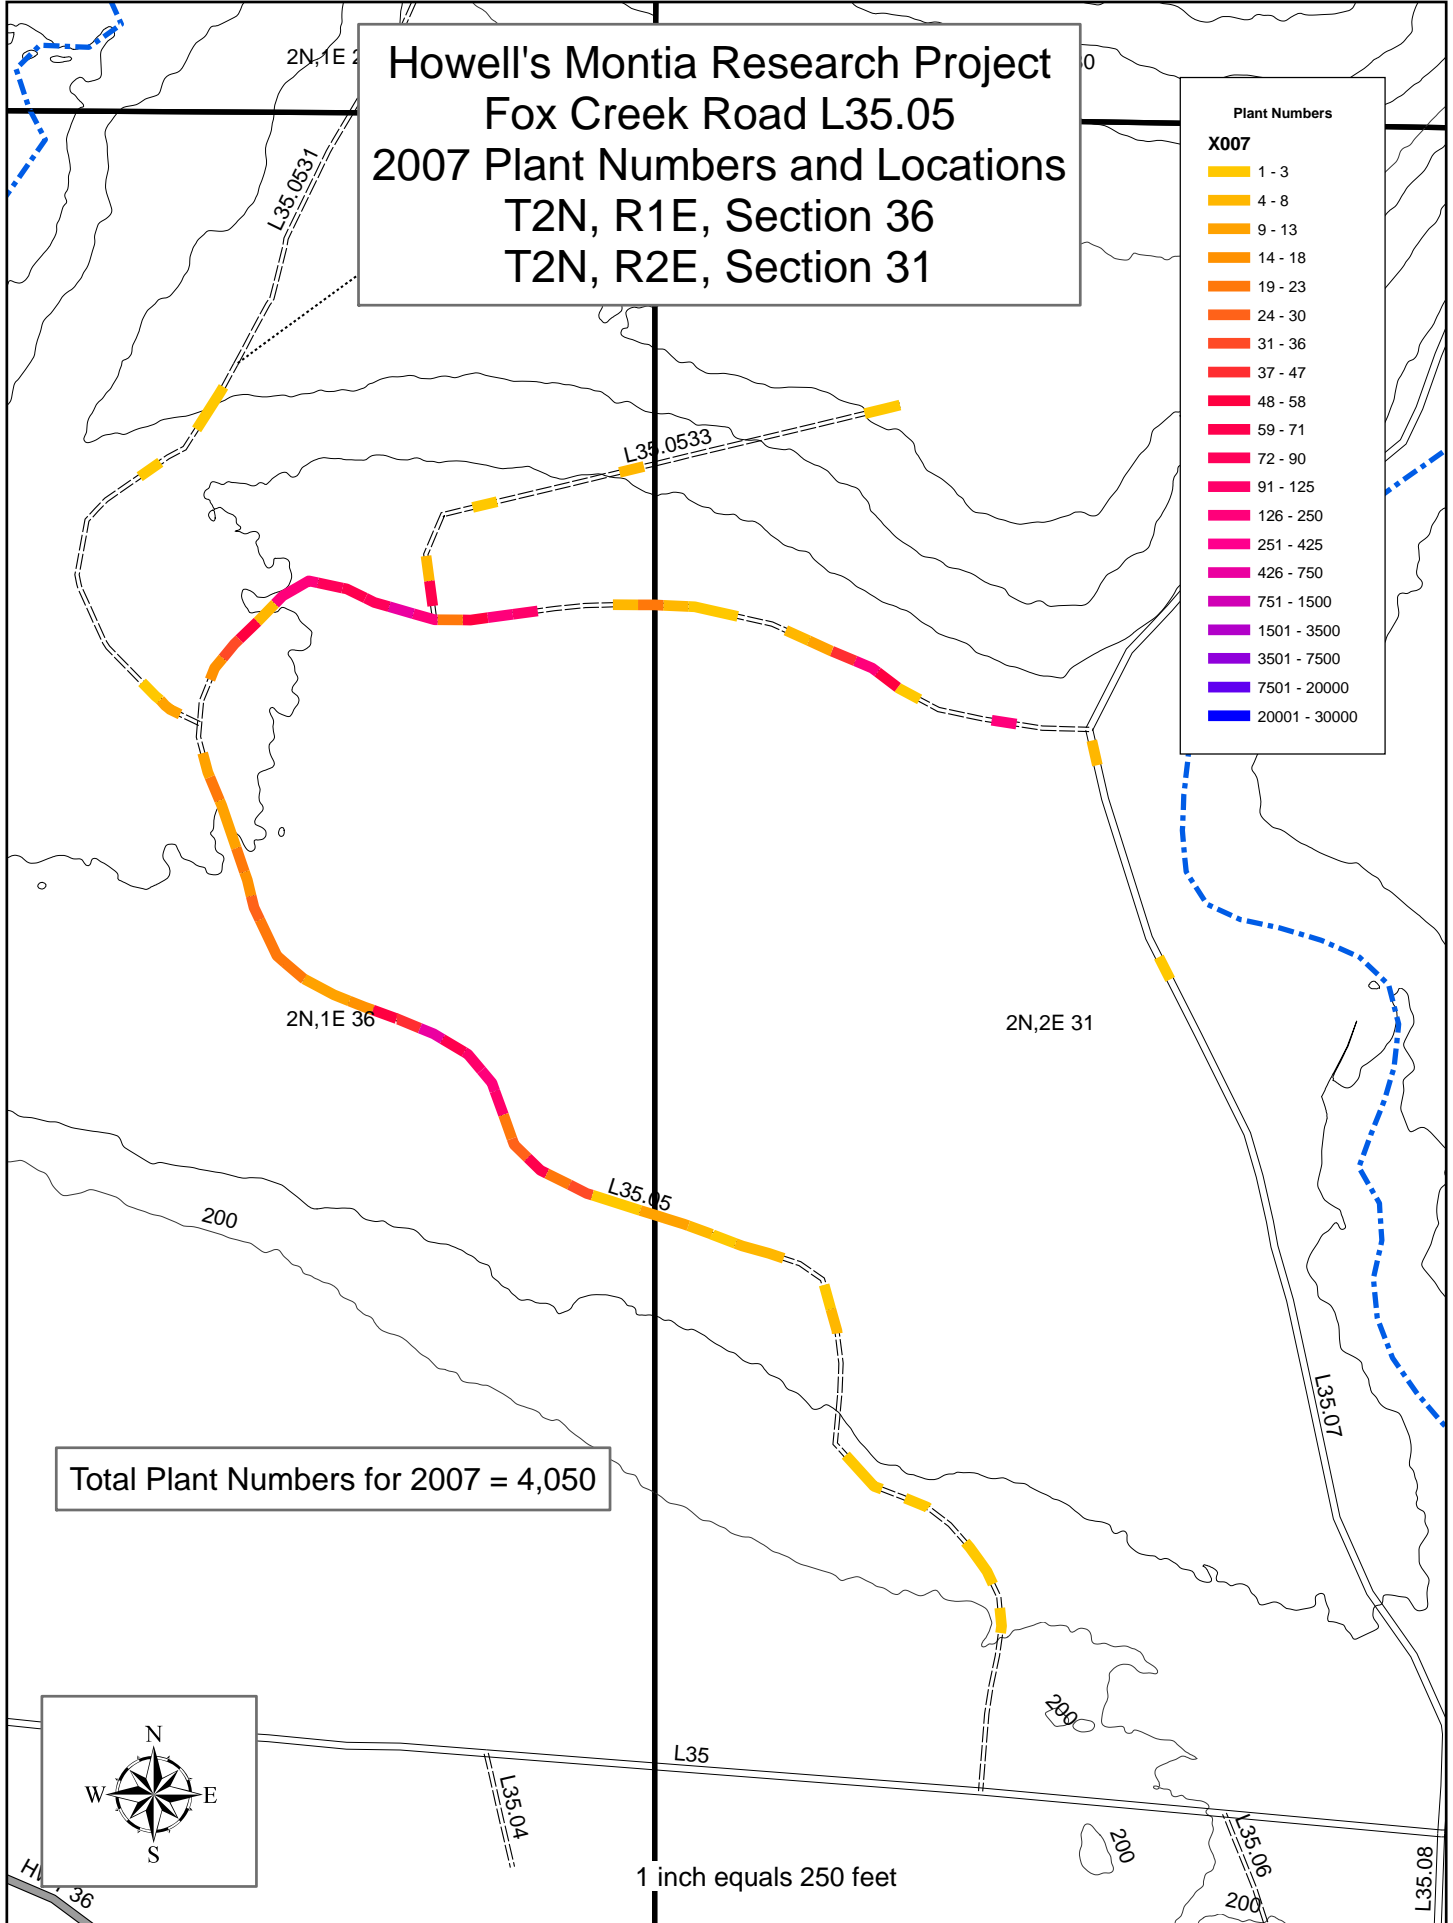 Howell's Montia Research Project
Fox Creek Road L35.05
2007 Plant Numbers and Locations
T2N, R1E, Section 36
T2N, R2E, Section 31
2N,1E
Plant Numbers
X007
1 - 3
4 - 8
9 - 13
14 - 18
19 - 23
24 - 30
31 - 36
37 - 47
48 - 58
59 - 71
72 - 90
91 - 125
126 - 250
251 - 425
426 - 750
751 - 1500
1501 - 3500
3501 - 7500
7501 - 20000
20001 - 30000
L35.0531
L35.0533
2N,1E 36
2N,2E 31
L35.05
200
L35.07
Total Plant Numbers for 2007 = 4,050
200
N
W
E
S
L35
L35.04
200
L35.06
L35.08
200
36
1 inch equals 250 feet